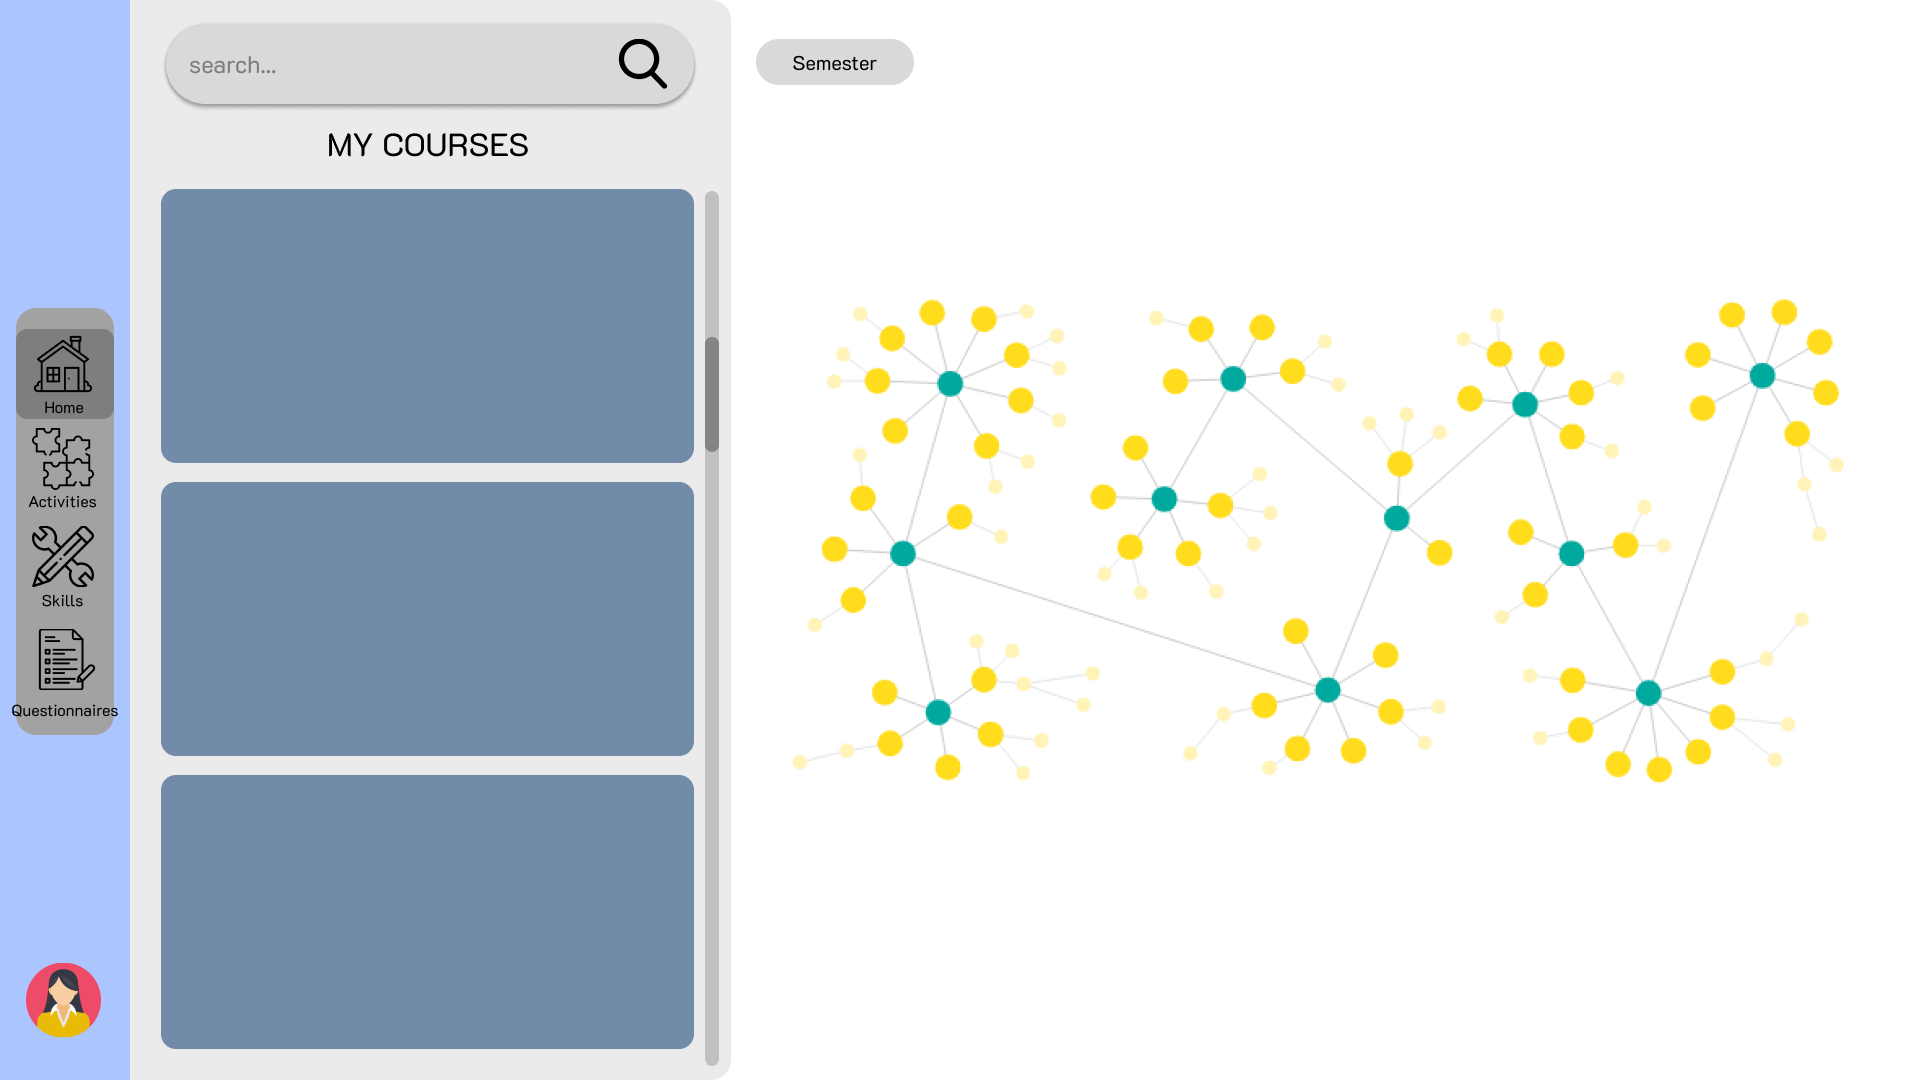 search...
MY COURSES
Semester
Home
Activities
Skills
Questionnaires